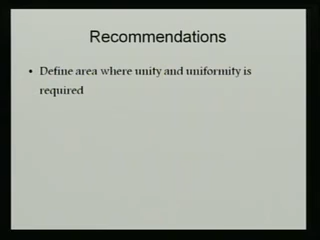 Recommendations
• Define area where unity and uniformity is
required